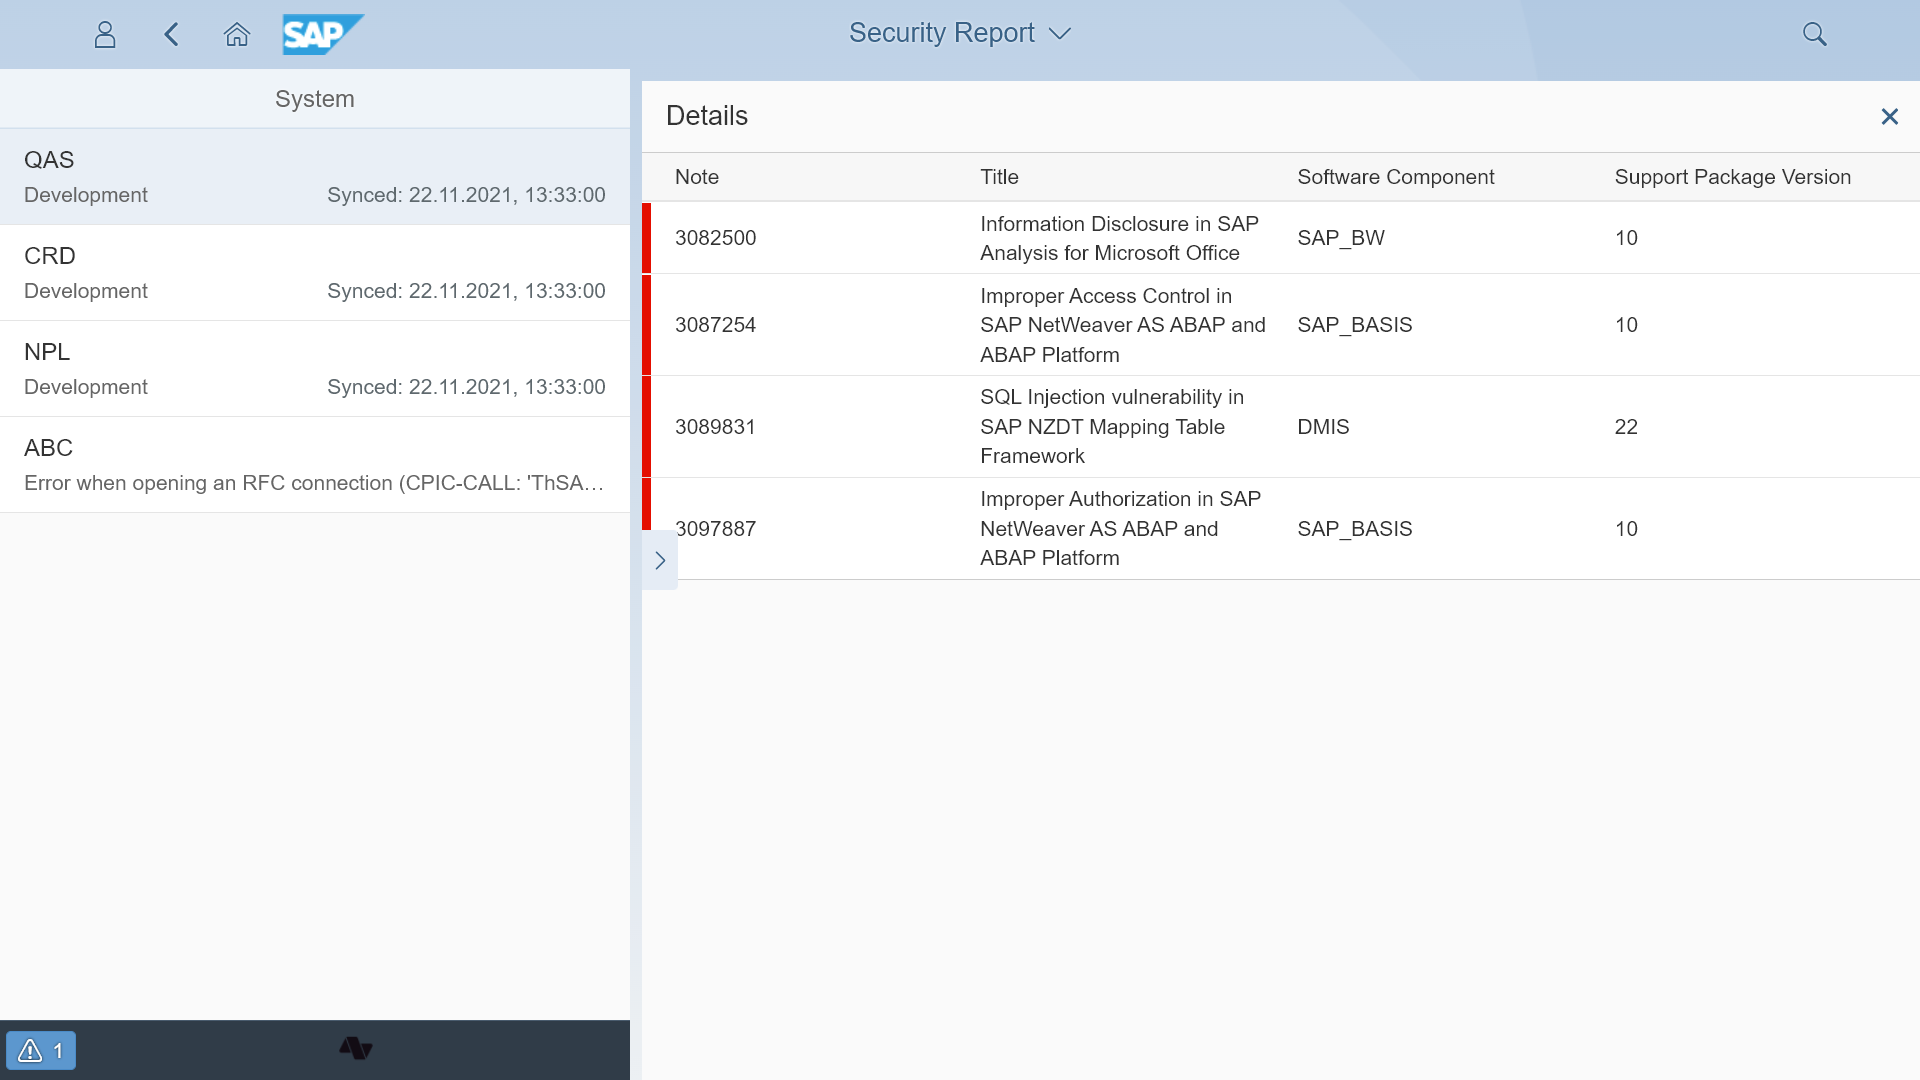 SAP
Security Report
System
QAS
Development Synced: 22.11.2021, 13:33:00
CRD
Development Synced: 22.11.2021, 13:33:00
NPL
Development Synced: 22.11.2021, 13:33:00
ABC
Error when opening an RFC connection (CPIC-CALL: 'ThSA...
1
Details
Note Title Software Component Support Package Version
3082500 Information Disclosure in SAP
Analysis for Microsoft Office SAP_BW 10
Improper Access Control in
3087254 SAP NetWeaver AS ABAP and SAP_BASIS 10
ABAP Platform
SQL Injection vulnerability in
3089831 SAP NZDT Mapping Table DMIS 22
Framework
Improper Authorization in SAP
3097887 NetWeaver AS ABAP and SAP_BASIS 10
ABAP Platform